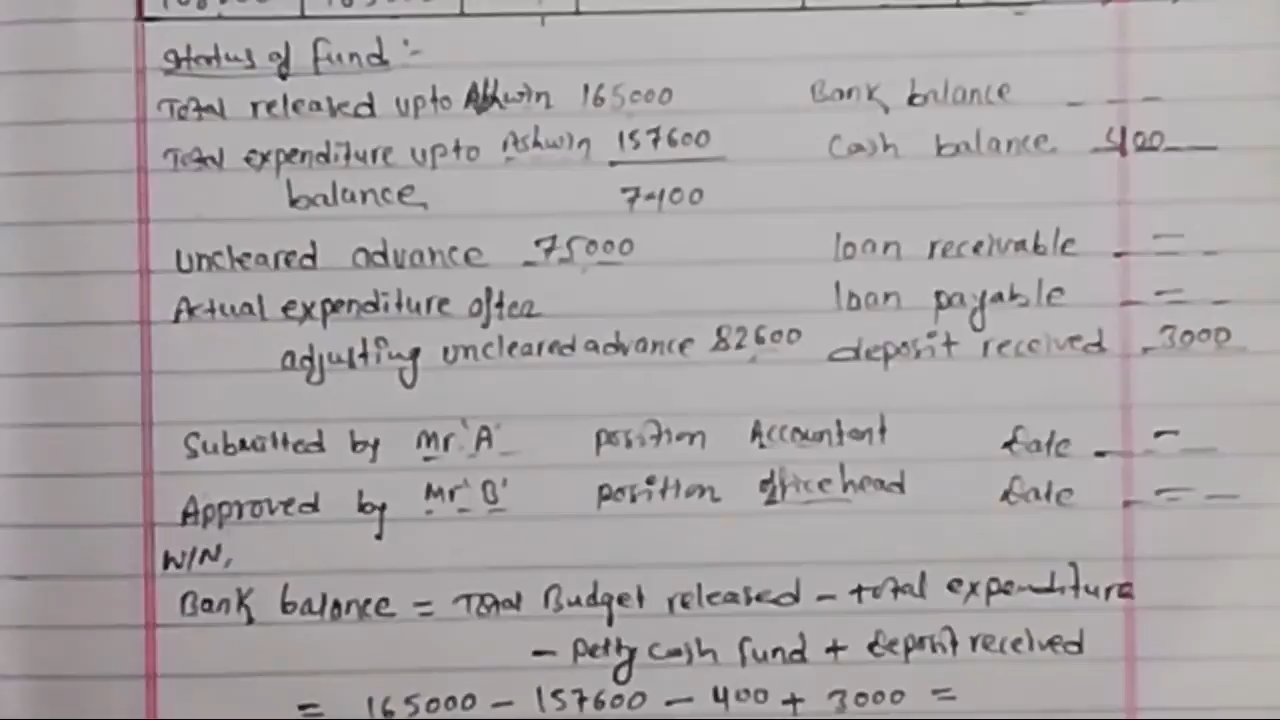 Status of fund :-
Total released upto Ashwin 165000 Bank balance - - -
Total expenditure upto Ashwin 157600 Cash balance 400
balance 7400
Uncleared advance 75000 loan receivable - = -
Actual expenditure after loan payable - = -
adjusting uncleared advance 82600 deposit received 3000
Submitted by Mr 'A' position Accountant Date - = -
Approved by Mr 'B' position Office head Date - = -
W/N,
Bank balance = Total Budget released - total expenditure
- Petty cash fund + deposit received
= 165000 - 157600 - 400 + 3000 =